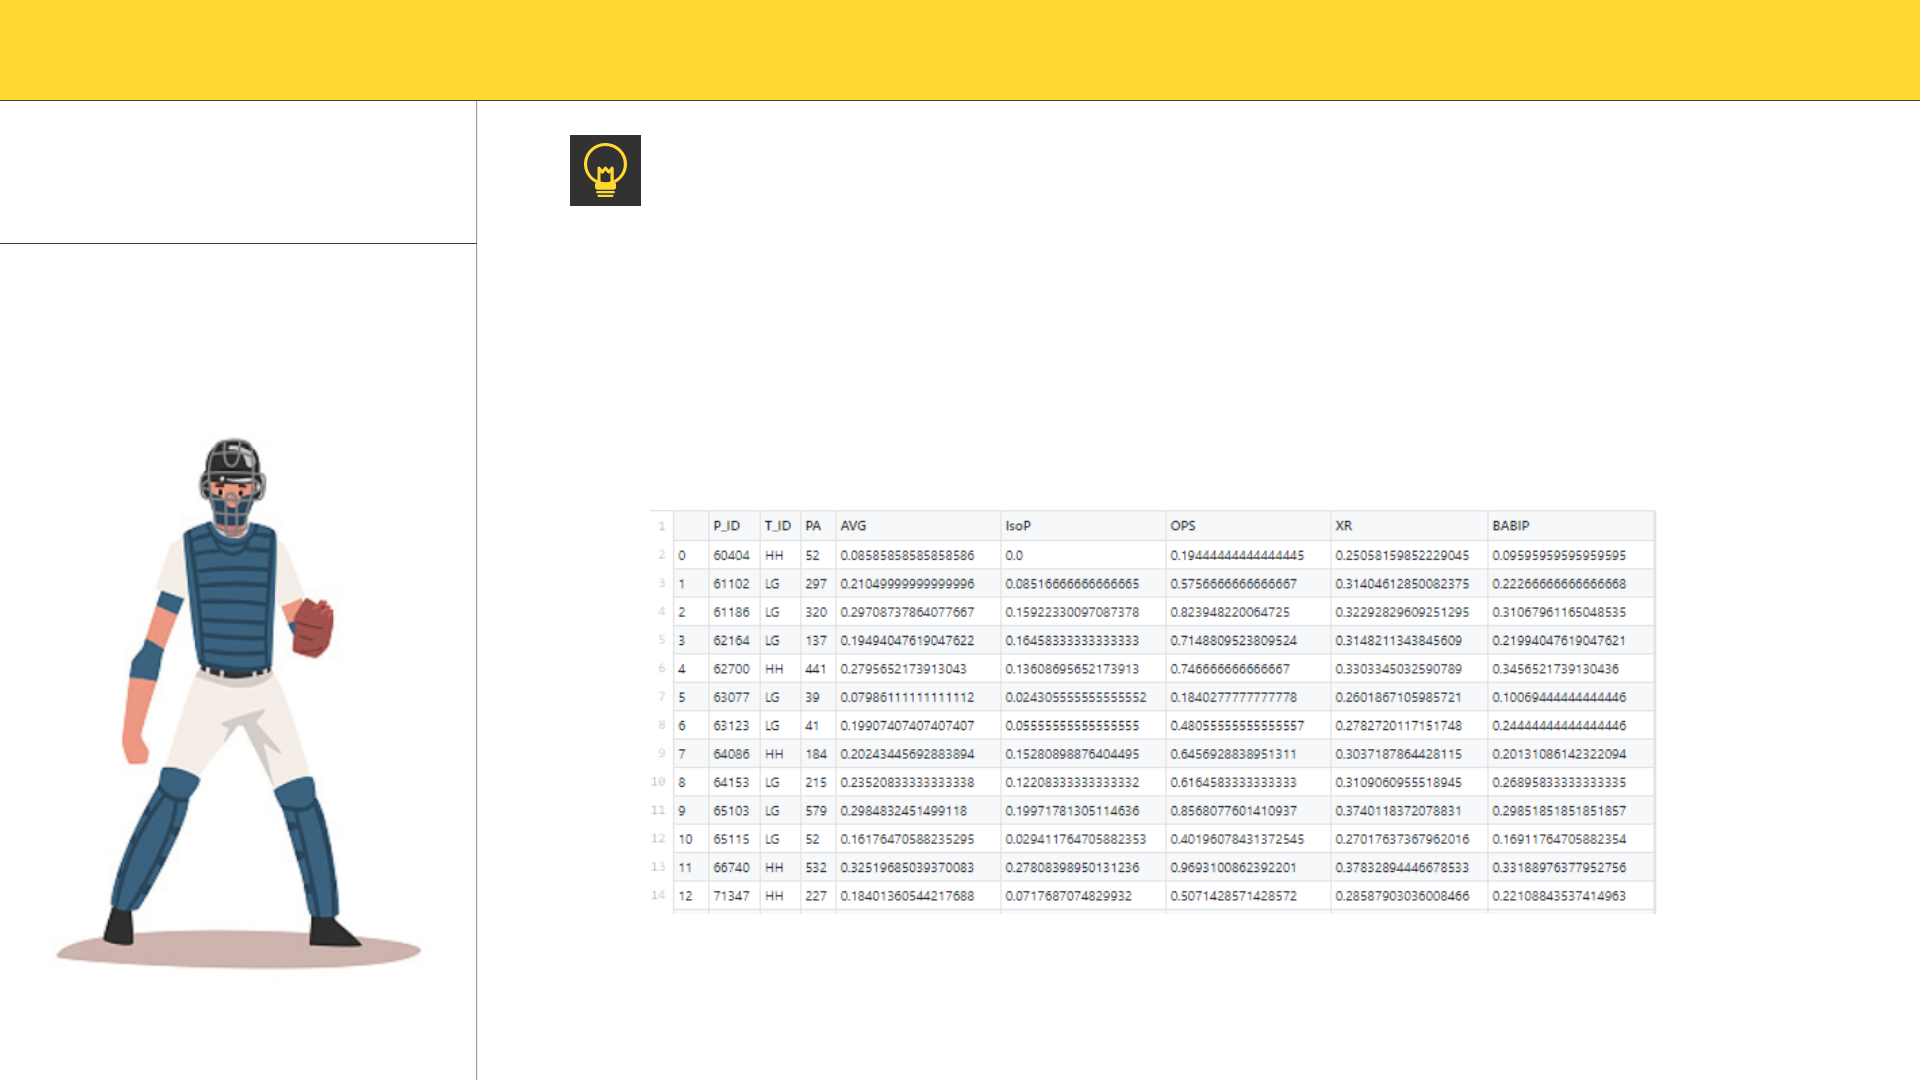 1 P_ID T_ID PA AVG IsoP OPS XR BABIP
2 0 60404 HH 52 0.08585858585858586 0.0 0.19444444444444445 0.25058159852229045 0.09595959595959595
3 1 61102 LG 297 0.21049999999999996 0.08516666666666665 0.5756666666666667 0.31404612850082375 0.22266666666666668
4 2 61186 LG 320 0.29708737864077667 0.15922330097087378 0.823948220064725 0.32292829609251295 0.31067961165048535
5 3 62164 LG 137 0.19494047619047622 0.16458333333333333 0.7148809523809524 0.3148211343845609 0.21994047619047621
6 4 62700 HH 441 0.2795652173913043 0.13608695652173913 0.746666666666667 0.3303345032590789 0.3456521739130436
7 5 63077 LG 39 0.07986111111111112 0.024305555555555552 0.1840277777777778 0.2601867105985721 0.10069444444444446
8 6 63123 LG 41 0.19907407407407407 0.05555555555555555 0.48055555555555557 0.2782720117151748 0.24444444444444446
9 7 64086 HH 184 0.20243445692883894 0.15280898876404495 0.6456928838951311 0.3037187864428115 0.20131086142322094
10 8 64153 LG 215 0.23520833333333338 0.12208333333333332 0.6164583333333333 0.3109060955518945 0.26895833333333335
11 9 65103 LG 579 0.2984832451499118 0.19971781305114636 0.8568077601410937 0.3740118372078831 0.29851851851851857
12 10 65115 LG 52 0.16176470588235295 0.029411764705882353 0.40196078431372545 0.27017637367962016 0.16911764705882354
13 11 66740 HH 532 0.32519685039370083 0.27808398950131236 0.9693100862392201 0.37832894446678533 0.33188976377952756
14 12 71347 HH 227 0.18401360544217688 0.0717687074829932 0.5071428571428572 0.28587903036008466 0.22108843537414963